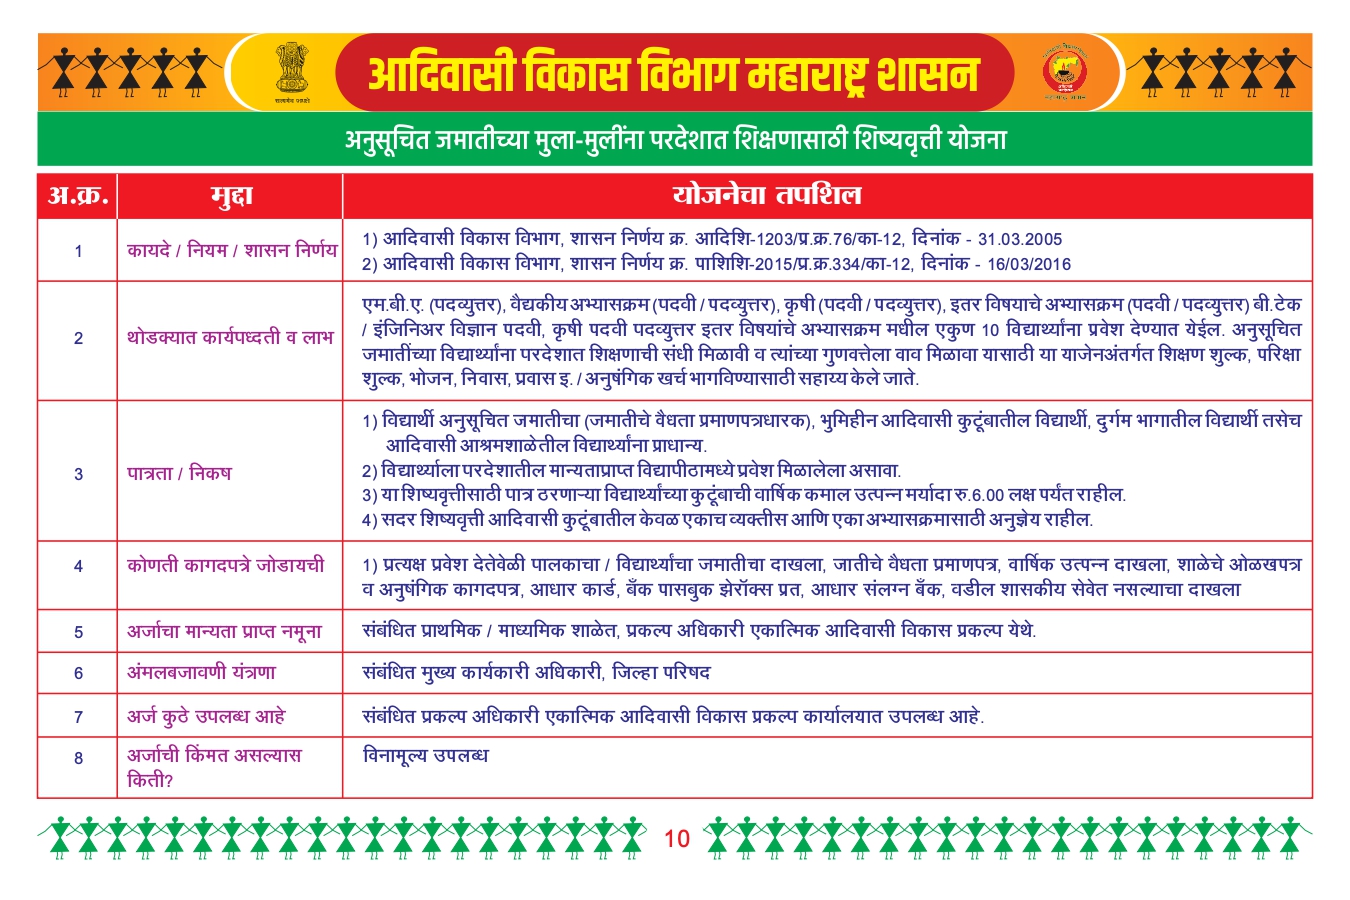 आदिवासी विकास विभाग महाराष्ट्र शासन
सत्यमेव जयते
अनुसूचित जमातीच्या मुला-मुलींना परदेशात शिक्षणासाठी शिष्यवृत्ती योजना
अ.क्र. मुद्दा योजनेचा तपशिल
1 कायदे / नियम / शासन निर्णय
1) आदिवासी विकास विभाग, शासन निर्णय क्र. आदिशि-1203/प्र.क्र.76/का-12, दिनांक - 31.03.2005
2) आदिवासी विकास विभाग, शासन निर्णय क्र. पाशिशि-2015/प्र.क्र.334/का-12, दिनांक - 16/03/2016
2 थोडक्यात कार्यपध्दती व लाभ
एम.बी.ए. (पदव्युत्तर), वैद्यकीय अभ्यासक्रम (पदवी / पदव्युत्तर), कृषी (पदवी / पदव्युत्तर), इतर विषयाचे अभ्यासक्रम (पदवी / पदव्युत्तर) बी.टेक
/ इंजिनिअर विज्ञान पदवी, कृषी पदवी पदव्युत्तर इतर विषयांचे अभ्यासक्रम मधील एकुण 10 विद्यार्थ्यांना प्रवेश देण्यात येईल. अनुसूचित
जमातींच्या विद्यार्थ्यांना परदेशात शिक्षणाची संधी मिळावी व त्यांच्या गुणवत्तेला वाव मिळावा यासाठी या याजेनअंतर्गत शिक्षण शुल्क, परिक्षा
शुल्क, भोजन, निवास, प्रवास इ. / अनुषंगिक खर्च भागविण्यासाठी सहाय्य केले जाते.
3 पात्रता / निकष
1) विद्यार्थी अनुसूचित जमातीचा (जमातीचे वैधता प्रमाणपत्रधारक), भुमिहीन आदिवासी कुटूंबातील विद्यार्थी, दुर्गम भागातील विद्यार्थी तसेच
आदिवासी आश्रमशाळेतील विद्यार्थ्यांना प्राधान्य.
2) विद्यार्थ्याला परदेशातील मान्यताप्राप्त विद्यापीठामध्ये प्रवेश मिळालेला असावा.
3) या शिष्यवृत्तीसाठी पात्र ठरणाऱ्या विद्यार्थ्यांच्या कुटूंबाची वार्षिक कमाल उत्पन्न मर्यादा रु.6.00 लक्ष पर्यंत राहील.
4) सदर शिष्यवृत्ती आदिवासी कुटूंबातील केवळ एकाच व्यक्तीस आणि एका अभ्यासक्रमासाठी अनुज्ञेय राहील.
4 कोणती कागदपत्रे जोडायची
1) प्रत्यक्ष प्रवेश देतेवेळी पालकाचा / विद्यार्थ्यांचा जमातीचा दाखला, जातीचे वैधता प्रमाणपत्र, वार्षिक उत्पन्न दाखला, शाळेचे ओळखपत्र
व अनुषंगिक कागदपत्र, आधार कार्ड, बँक पासबुक झेरॉक्स प्रत, आधार संलग्न बँक, वडील शासकीय सेवेत नसल्याचा दाखला
5 अर्जाचा मान्यता प्राप्त नमूना
संबंधित प्राथमिक / माध्यमिक शाळेत, प्रकल्प अधिकारी एकात्मिक आदिवासी विकास प्रकल्प येथे.
6 अंमलबजावणी यंत्रणा
संबंधित मुख्य कार्यकारी अधिकारी, जिल्हा परिषद
7 अर्ज कुठे उपलब्ध आहे
संबंधित प्रकल्प अधिकारी एकात्मिक आदिवासी विकास प्रकल्प कार्यालयात उपलब्ध आहे.
8 अर्जाची किंमत असल्यास
किती?
विनामूल्य उपलब्ध
10